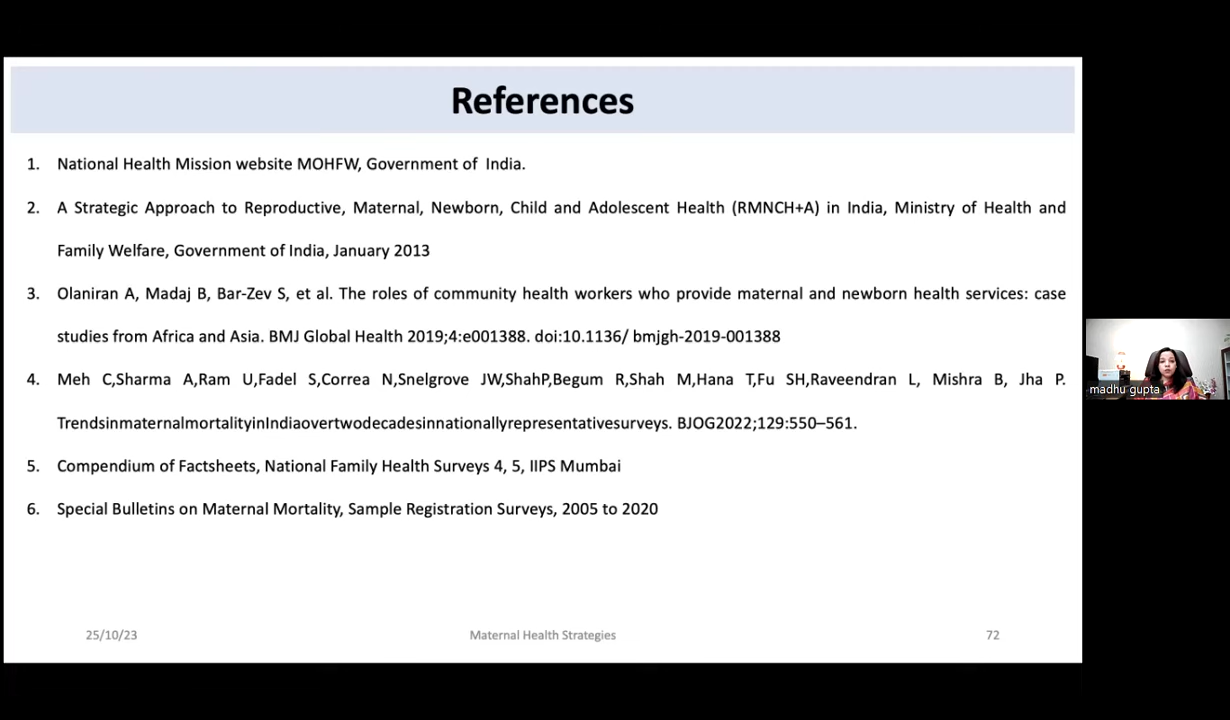 References
1. National Health Mission website MOHFW, Government of India.
2. A Strategic Approach to Reproductive, Maternal, Newborn, Child and Adolescent Health (RMNCH+A) in India, Ministry of Health and
Family Welfare, Government of India, January 2013
3. Olaniran A, Madaj B, Bar-Zev S, et al. The roles of community health workers who provide maternal and newborn health services: case
studies from Africa and Asia. BMJ Global Health 2019;4:e001388. doi:10.1136/ bmjgh-2019-001388
4. Meh C,Sharma A,Ram U,Fadel S,Correa N,Snelgrove JW,ShahP,Begum R,Shah M,Hana T,Fu SH,Raveendran L, Mishra B, Jha P.
TrendsinmaternalmortalityinIndiaovertwodecadesinnationallyrepresentativesurveys. BJOG2022;129:550–561.
madhu gupta
5. Compendium of Factsheets, National Family Health Surveys 4, 5, IIPS Mumbai
6. Special Bulletins on Maternal Mortality, Sample Registration Surveys, 2005 to 2020
25/10/23 Maternal Health Strategies 72